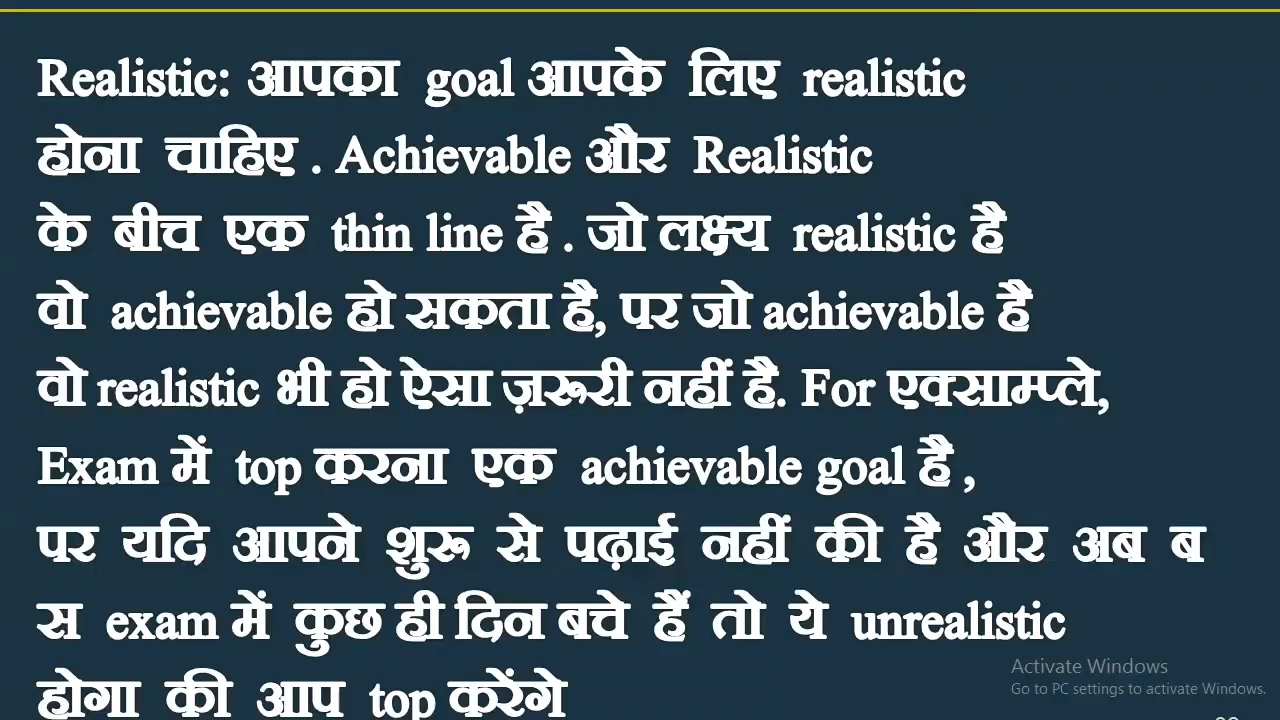 Realistic: आपका goal आपके लिए realistic
होना चाहिए . Achievable और Realistic
के बीच एक thin line है . जो लक्ष्य realistic है
वो achievable हो सकता है, पर जो achievable है
वो realistic भी हो ऐसा ज़रूरी नहीं है. For एक्साम्प्ले,
Exam में top करना एक achievable goal है ,
पर यदि आपने शुरू से पढ़ाई नहीं की है और अब ब
स exam में कुछ ही दिन बचे हैं तो ये unrealistic
होगा की आप top करेंगे
Activate Windows
Go to PC settings to activate Windows.